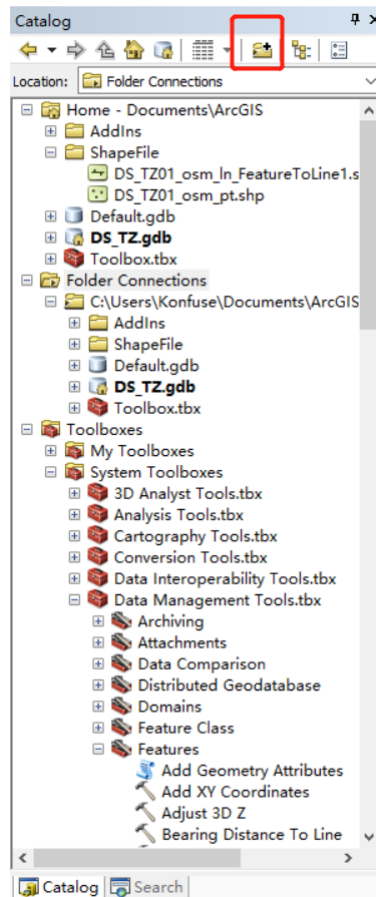 Catalog
Location: Folder Connections
Home - Documents\ArcGIS
AddIns
ShapeFile
DS_TZ01_osm_ln_FeatureToLine1.s
DS_TZ01_osm_pt.shp
Default.gdb
DS_TZ.gdb
Toolbox.tbx
Folder Connections
C:\Users\Konfuse\Documents\ArcGIS
AddIns
ShapeFile
Default.gdb
DS_TZ.gdb
Toolbox.tbx
Toolboxes
My Toolboxes
System Toolboxes
3D Analyst Tools.tbx
Analysis Tools.tbx
Cartography Tools.tbx
Conversion Tools.tbx
Data Interoperability Tools.tbx
Data Management Tools.tbx
Archiving
Attachments
Data Comparison
Distributed Geodatabase
Domains
Feature Class
Features
Add Geometry Attributes
Add XY Coordinates
Adjust 3D Z
Bearing Distance To Line
Catalog Search